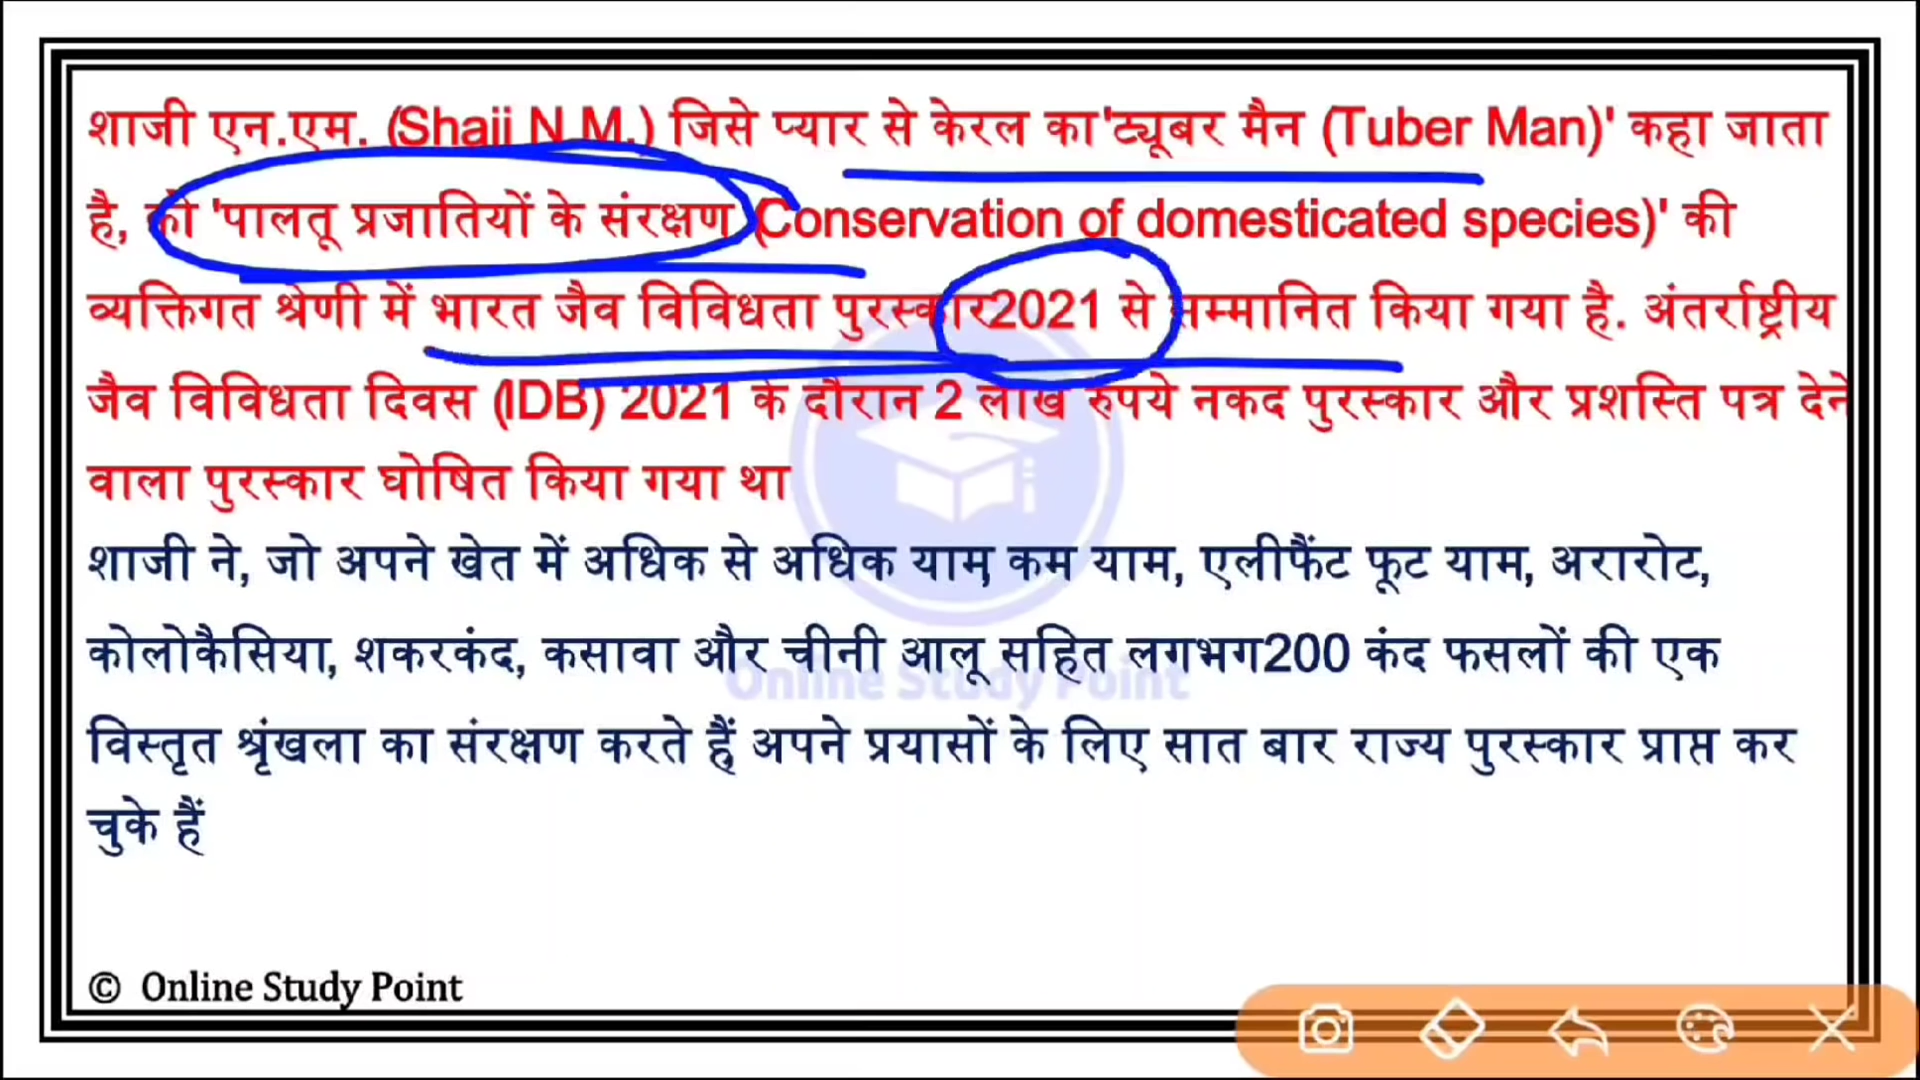 शाजी एन.एम. (Shaji N.M.) जिसे प्यार से केरल का'ट्यूबर मैन (Tuber Man)' कहा जाता
है, को 'पालतू प्रजातियों के संरक्षण (Conservation of domesticated species)' की
व्यक्तिगत श्रेणी में भारत जैव विविधता पुरस्कार2021 से सम्मानित किया गया है. अंतर्राष्ट्रीय
जैव विविधता दिवस (IDB) 2021 के दौरान 2 लाख रुपये नकद पुरस्कार और प्रशस्ति पत्र देने
वाला पुरस्कार घोषित किया गया था
शाजी ने, जो अपने खेत में अधिक से अधिक याम, कम याम, एलीफैंट फूट याम, अरारोट,
कोलोकैसिया, शकरकंद, कसावा और चीनी आलू सहित लगभग200 कंद फसलों की एक
Online Study Point
विस्तृत श्रृंखला का संरक्षण करते हैं, अपने प्रयासों के लिए सात बार राज्य पुरस्कार प्राप्त कर
चुके हैं
© Online Study Point